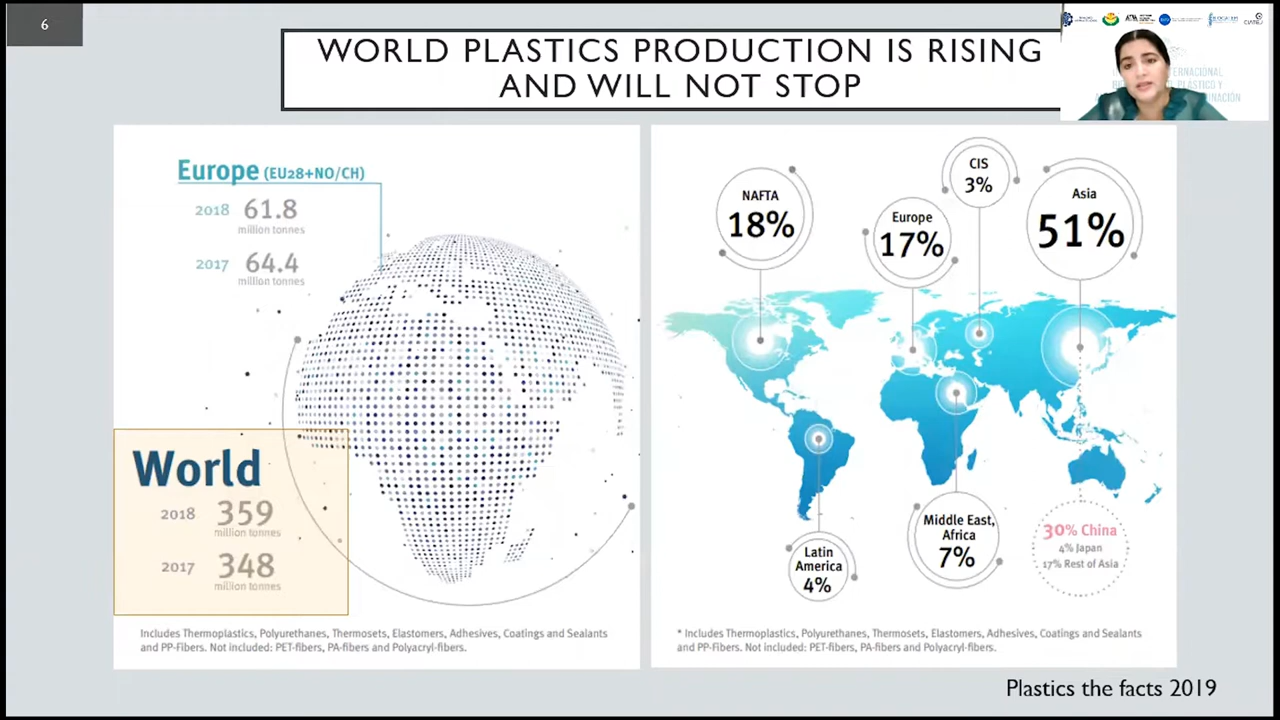 6
WORLD PLASTICS PRODUCTION IS RISING
AND WILL NOT STOP
Europe (EU28+NO/CH)
2018 61.8
million tonnes
2017 64.4
million tonnes
World
2018 359
million tonnes
2017 348
million tonnes
Includes Thermoplastics, Polyurethanes, Thermosets, Elastomers, Adhesives, Coatings and Sealants
and PP-Fibers. Not included: PET-fibers, PA-fibers and Polyacryl-fibers.
NAFTA
18%
Europe
17%
CIS
3%
Asia
51%
Latin
America
4%
Middle East,
Africa
7%
30% China
4% Japan
17% Rest of Asia
* Includes Thermoplastics, Polyurethanes, Thermosets, Elastomers, Adhesives, Coatings and Sealants
and PP-Fibers. Not included: PET-fibers, PA-fibers and Polyacryl-fibers.
Plastics the facts 2019